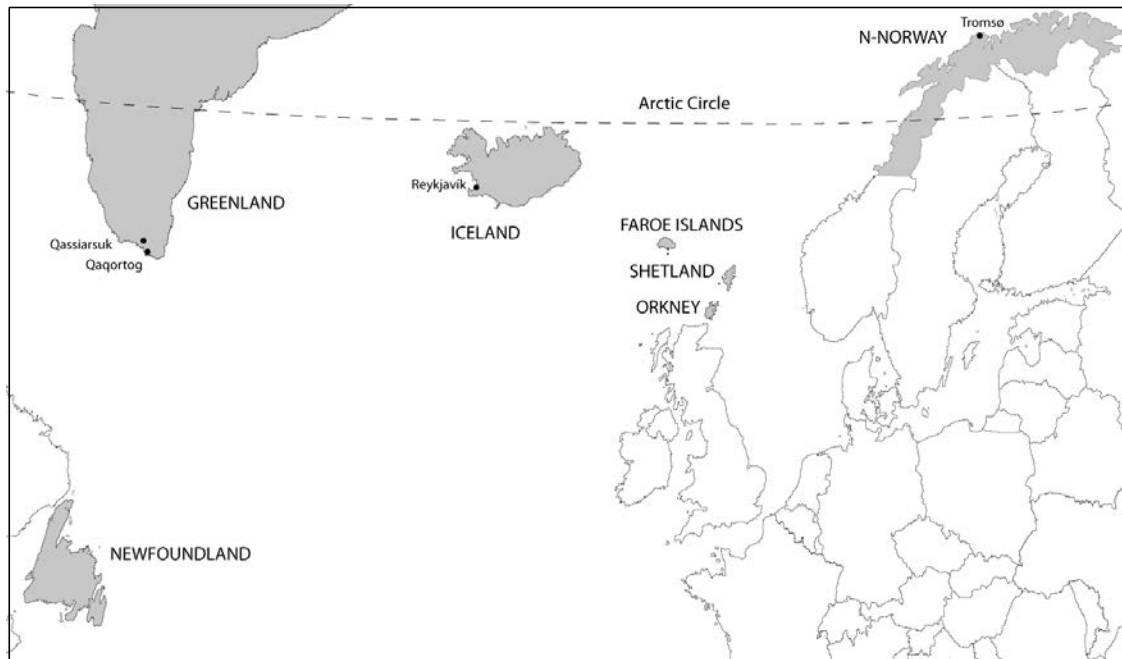 Tromsø
N-NORWAY
Arctic Circle
Reykjavík
GREENLAND
ICELAND
FAROE ISLANDS
Qassiarsuk
Qaqortog
SHETLAND
ORKNEY
NEWFOUNDLAND